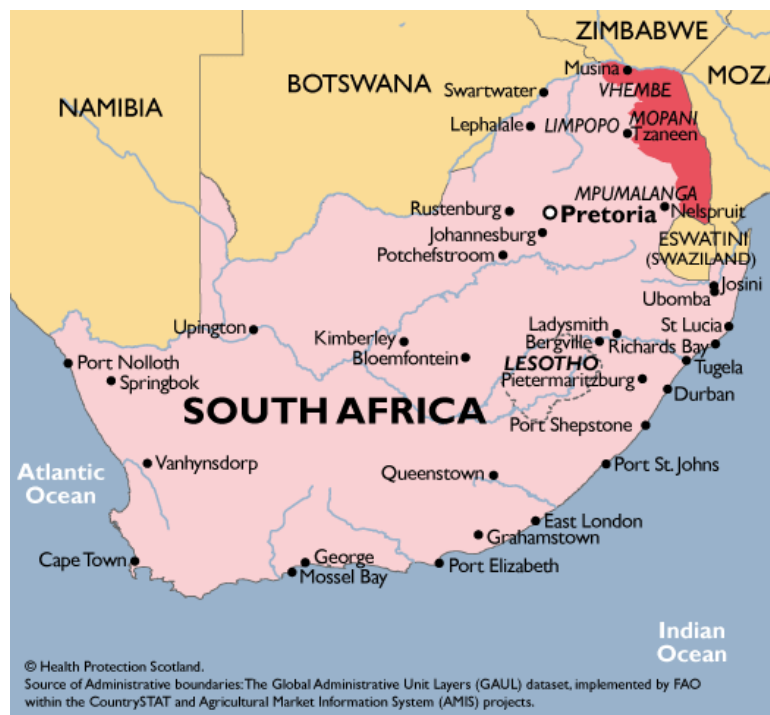 ZIMBABWE
Musina
MOZA
BOTSWANA
VHEMBE
Swartwater
NAMIBIA
MOPANI
Lephalale
LIMPOPO
Tzaneen
MPUMALANGA
Rustenburg
Pretoria
Nelspruit
Johannesburg
ESWATINI
(SWAZILAND)
Potchefstroom
Josini
Ubomba
Upington
Ladysmith
St Lucia
Kimberley
Bergville
Richards Bay
Bloemfontein
LESOTHO
Tugela
Port Nolloth
Springbok
Pietermaritzburg
Durban
SOUTH AFRICA
Port Shepstone
Vanhynsdorp
Queenstown
Port St. Johns
Atlantic
Ocean
East London
Grahamstown
Cape Town
George
Mossel Bay
Port Elizabeth
Indian
Ocean
© Health Protection Scotland.
Source of Administrative boundaries: The Global Administrative Unit Layers (GAUL) dataset, implemented by FAO
within the CountrySTAT and Agricultural Market Information System (AMIS) projects.